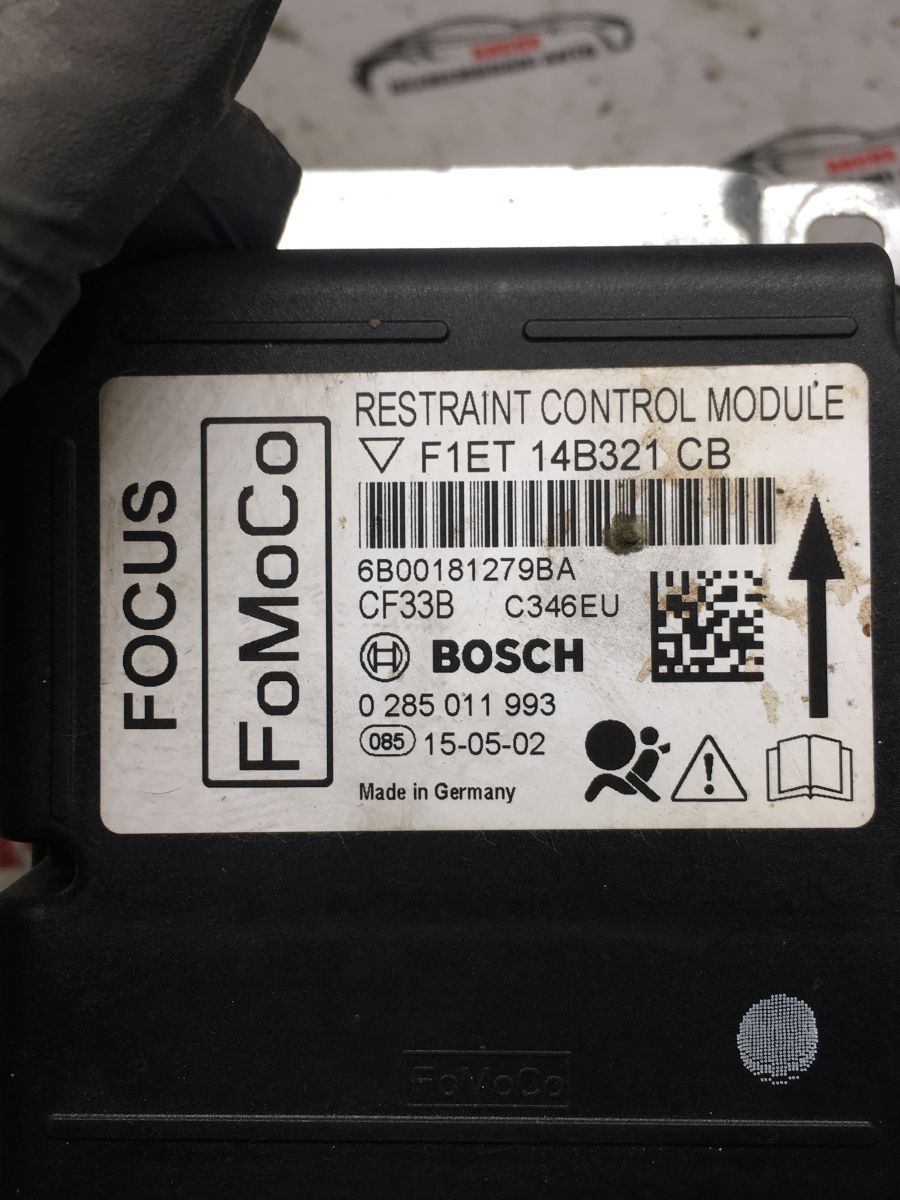 RESTRAINT CONTROL MODULE
F1ET 14B321 CB
6B00181279BA
CF33B C346EU
BOSCH
0 285 011 993
085 15-05-02
Made in Germany
FOCUS
FoMoCo
FoMoCo